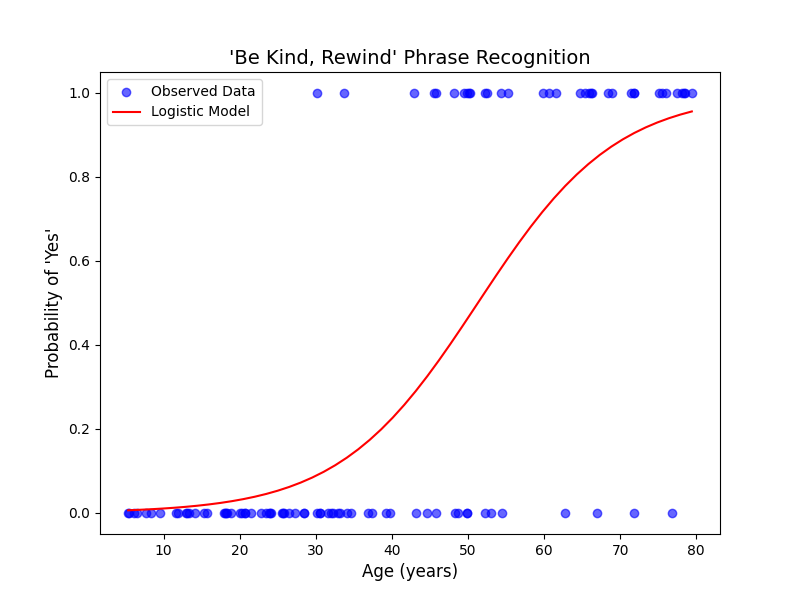 'Be Kind, Rewind' Phrase Recognition
Observed Data
Logistic Model
1.0
0.8
0.6
0.4
0.2
0.0
Probability of 'Yes'
10 20 30 40 50 60 70 80
Age (years)